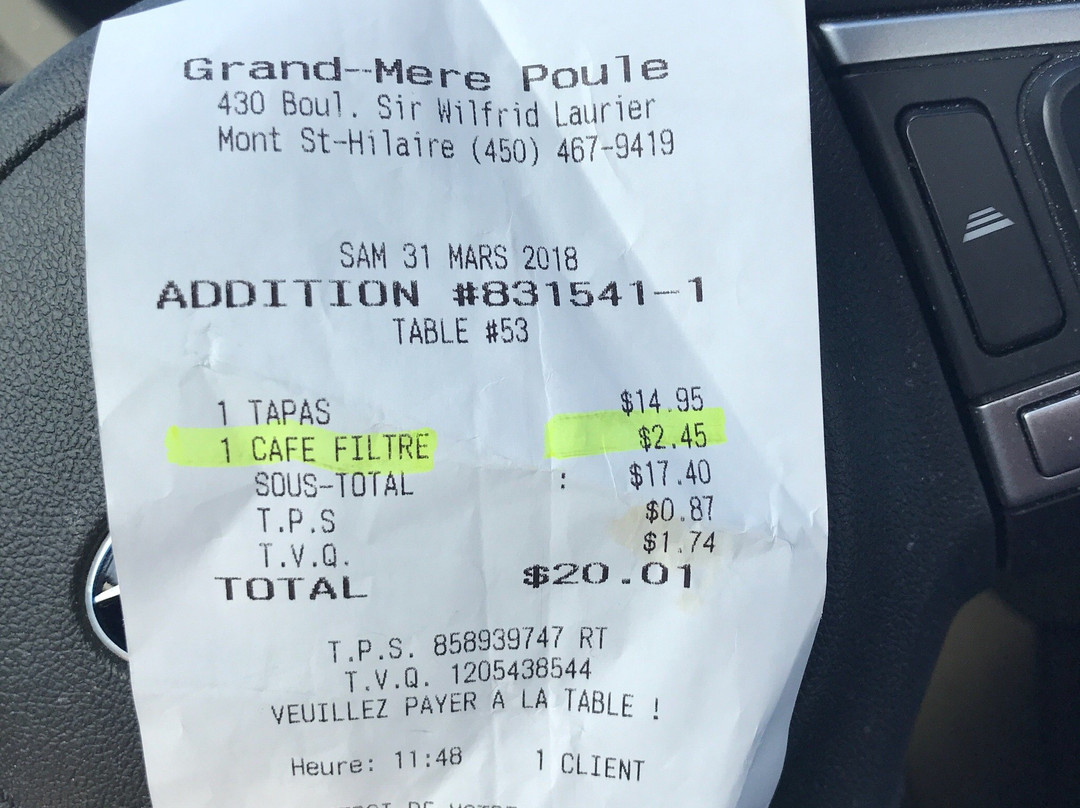 Grand-Mere Poule
430 Boul. Sir Wilfrid Laurier
Mont St-Hilaire (450) 467-9419
SAM 31 MARS 2018
ADDITION #831541-1
TABLE #53
1 TAPAS $14.95
1 CAFE FILTRE $2.45
SOUS-TOTAL : $17.40
T.P.S $0.87
T.V.Q. $1.74
TOTAL $20.01
T.P.S. 858939747 RT
T.V.Q. 1205438544
VEUILLEZ PAYER A LA TABLE !
Heure: 11:48 1 CLIENT